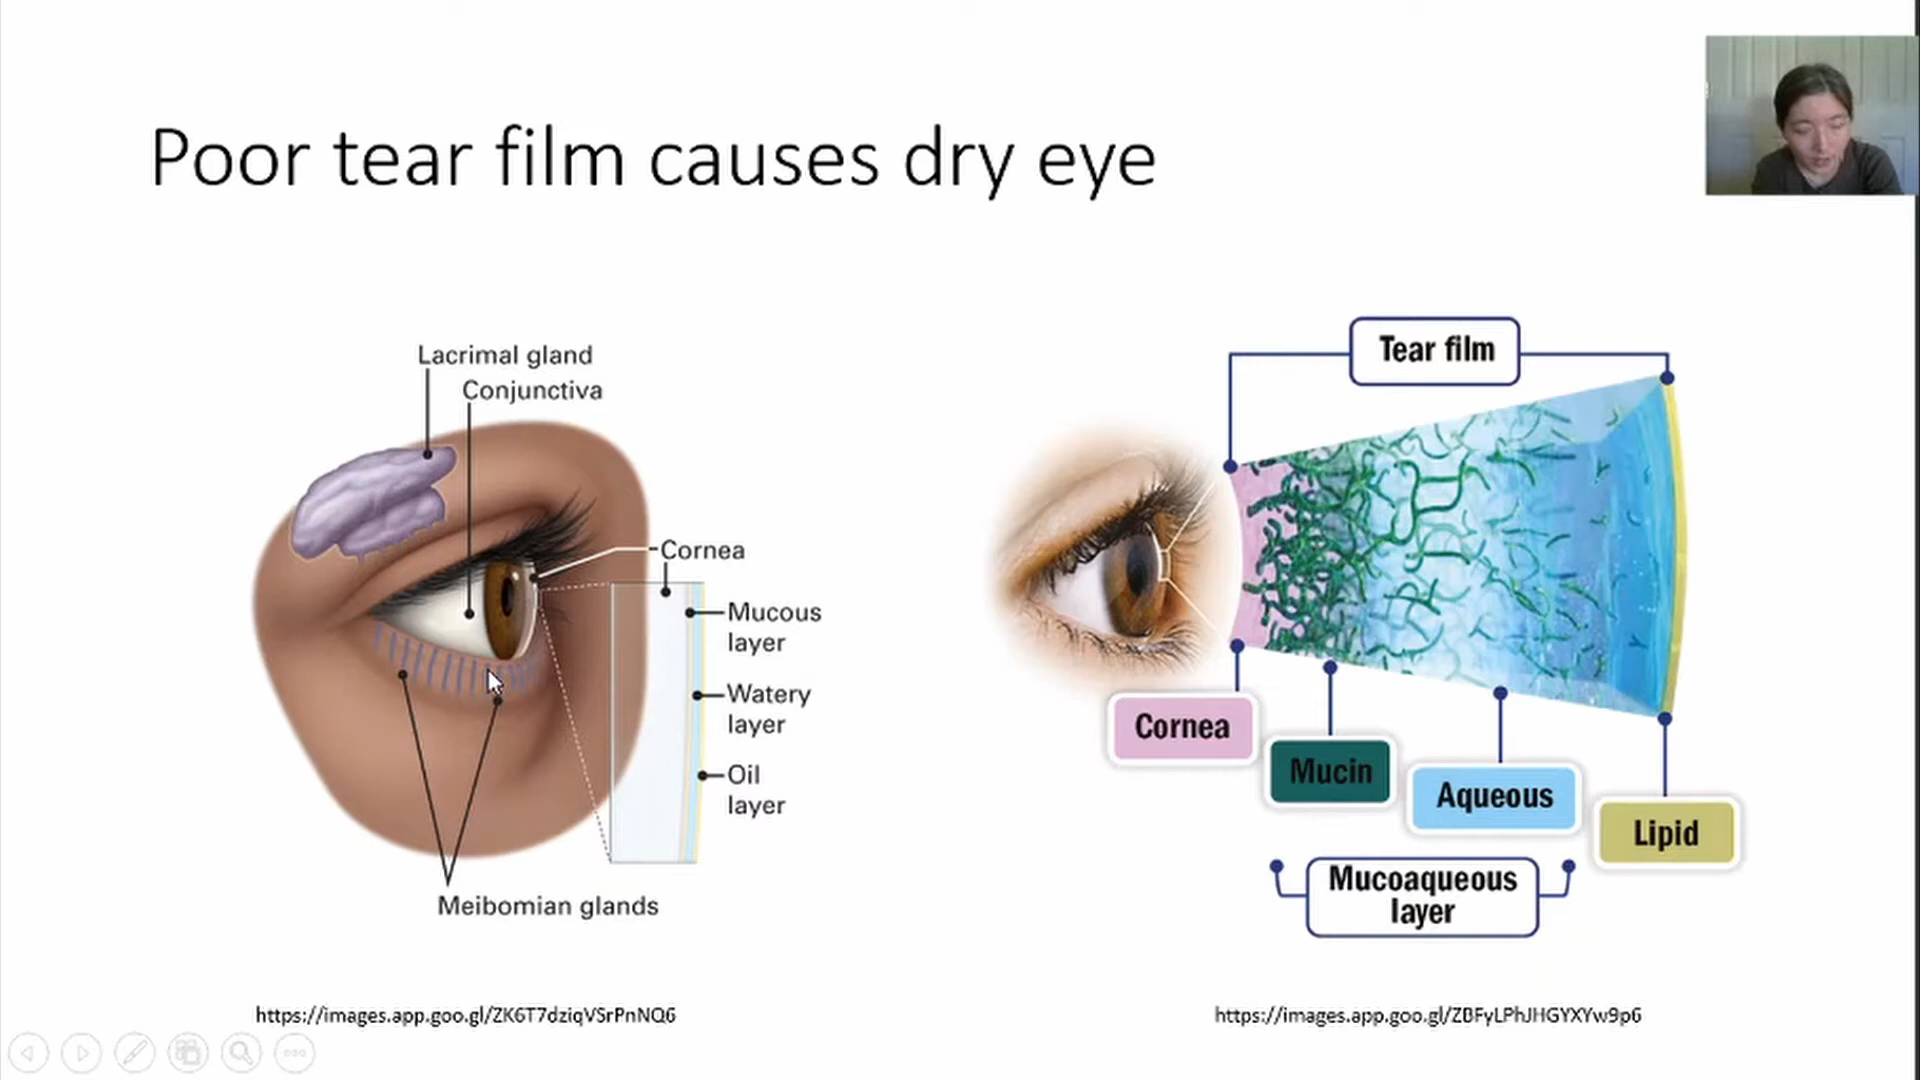 Poor tear film causes dry eye
Lacrimal gland
Conjunctiva
Cornea
Mucous
layer
Watery
layer
Oil
layer
Meibomian glands
https://images.app.goo.gl/ZK6T7dziqVSrPnNQ6
Tear film
Cornea
Mucin
Aqueous
Lipid
Mucoaqueous
layer
https://images.app.goo.gl/ZBFyLPhJHGYXYw9p6